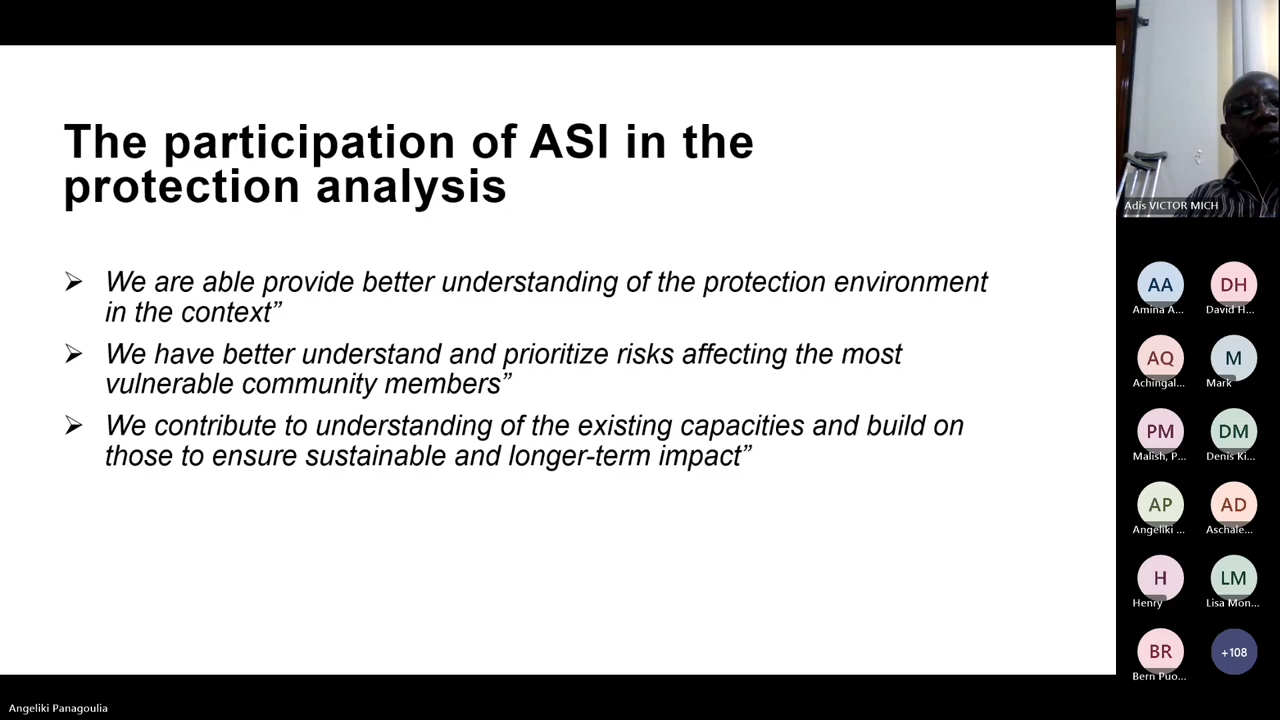 The participation of ASI in the
protection analysis
➢ We are able provide better understanding of the protection environment
in the context”
➢ We have better understand and prioritize risks affecting the most
vulnerable community members”
➢ We contribute to understanding of the existing capacities and build on
those to ensure sustainable and longer-term impact”
Adis VICTOR MICH
AA
Amina A...
DH
David H...
AQ
Achingal...
M
Mark
PM
Malish, P...
DM
Denis Ki...
AP
Angeliki ...
AD
Aschale...
H
Henry
LM
Lisa Mon...
BR
Bern Puo...
+108
Angeliki Panagoulia